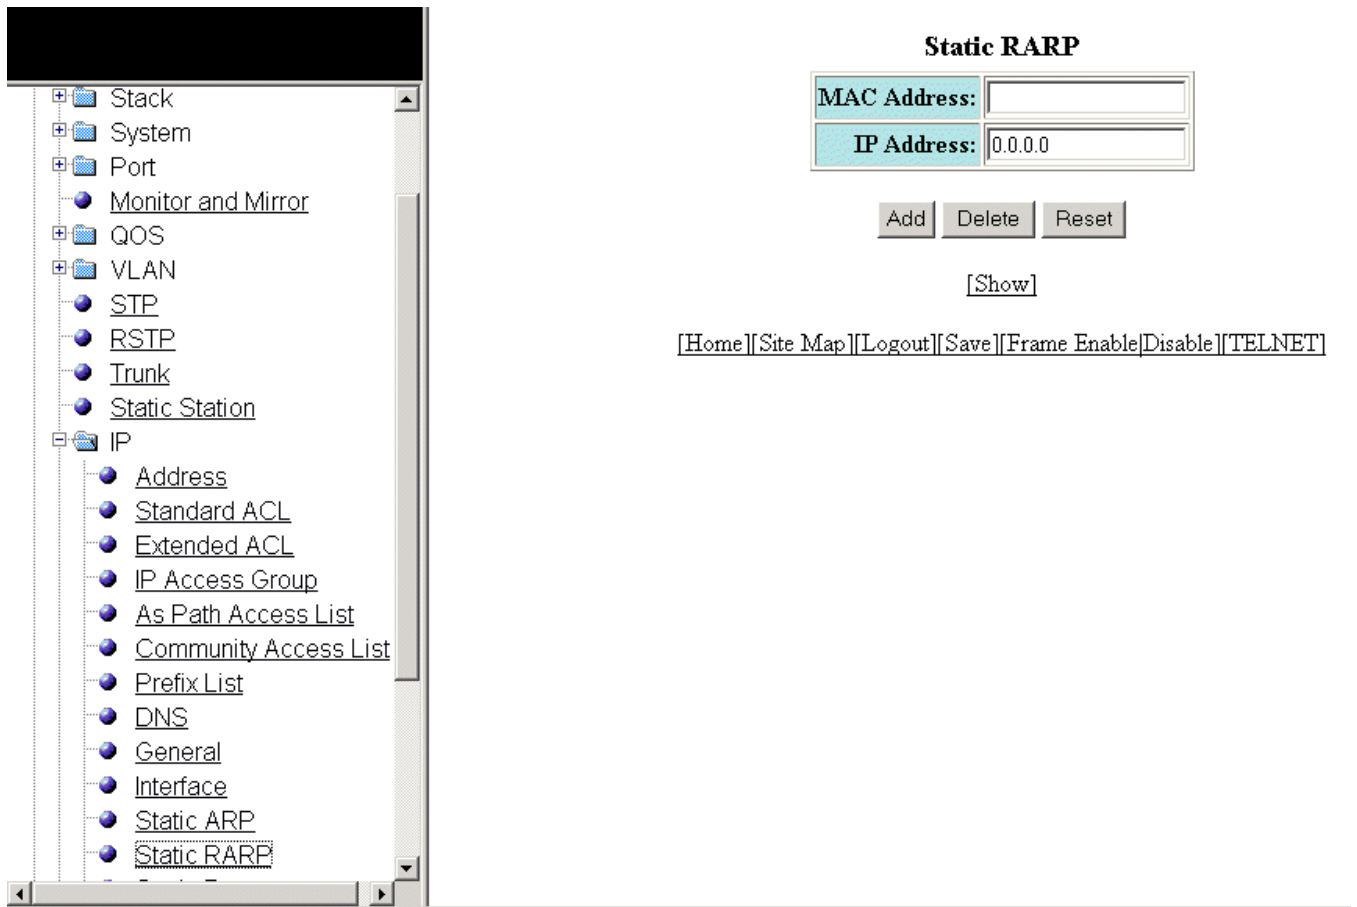 Stack
System
Port
Monitor and Mirror
QOS
VLAN
STP
RSTP
Trunk
Static Station
IP
Address
Standard ACL
Extended ACL
IP Access Group
As Path Access List
Community Access List
Prefix List
DNS
General
Interface
Static ARP
Static RARP
Static RARP
MAC Address:
IP Address: 0.0.0.0
Add Delete Reset
[Show]
[Home][Site Map][Logout][Save][Frame Enable|Disable][TELNET]